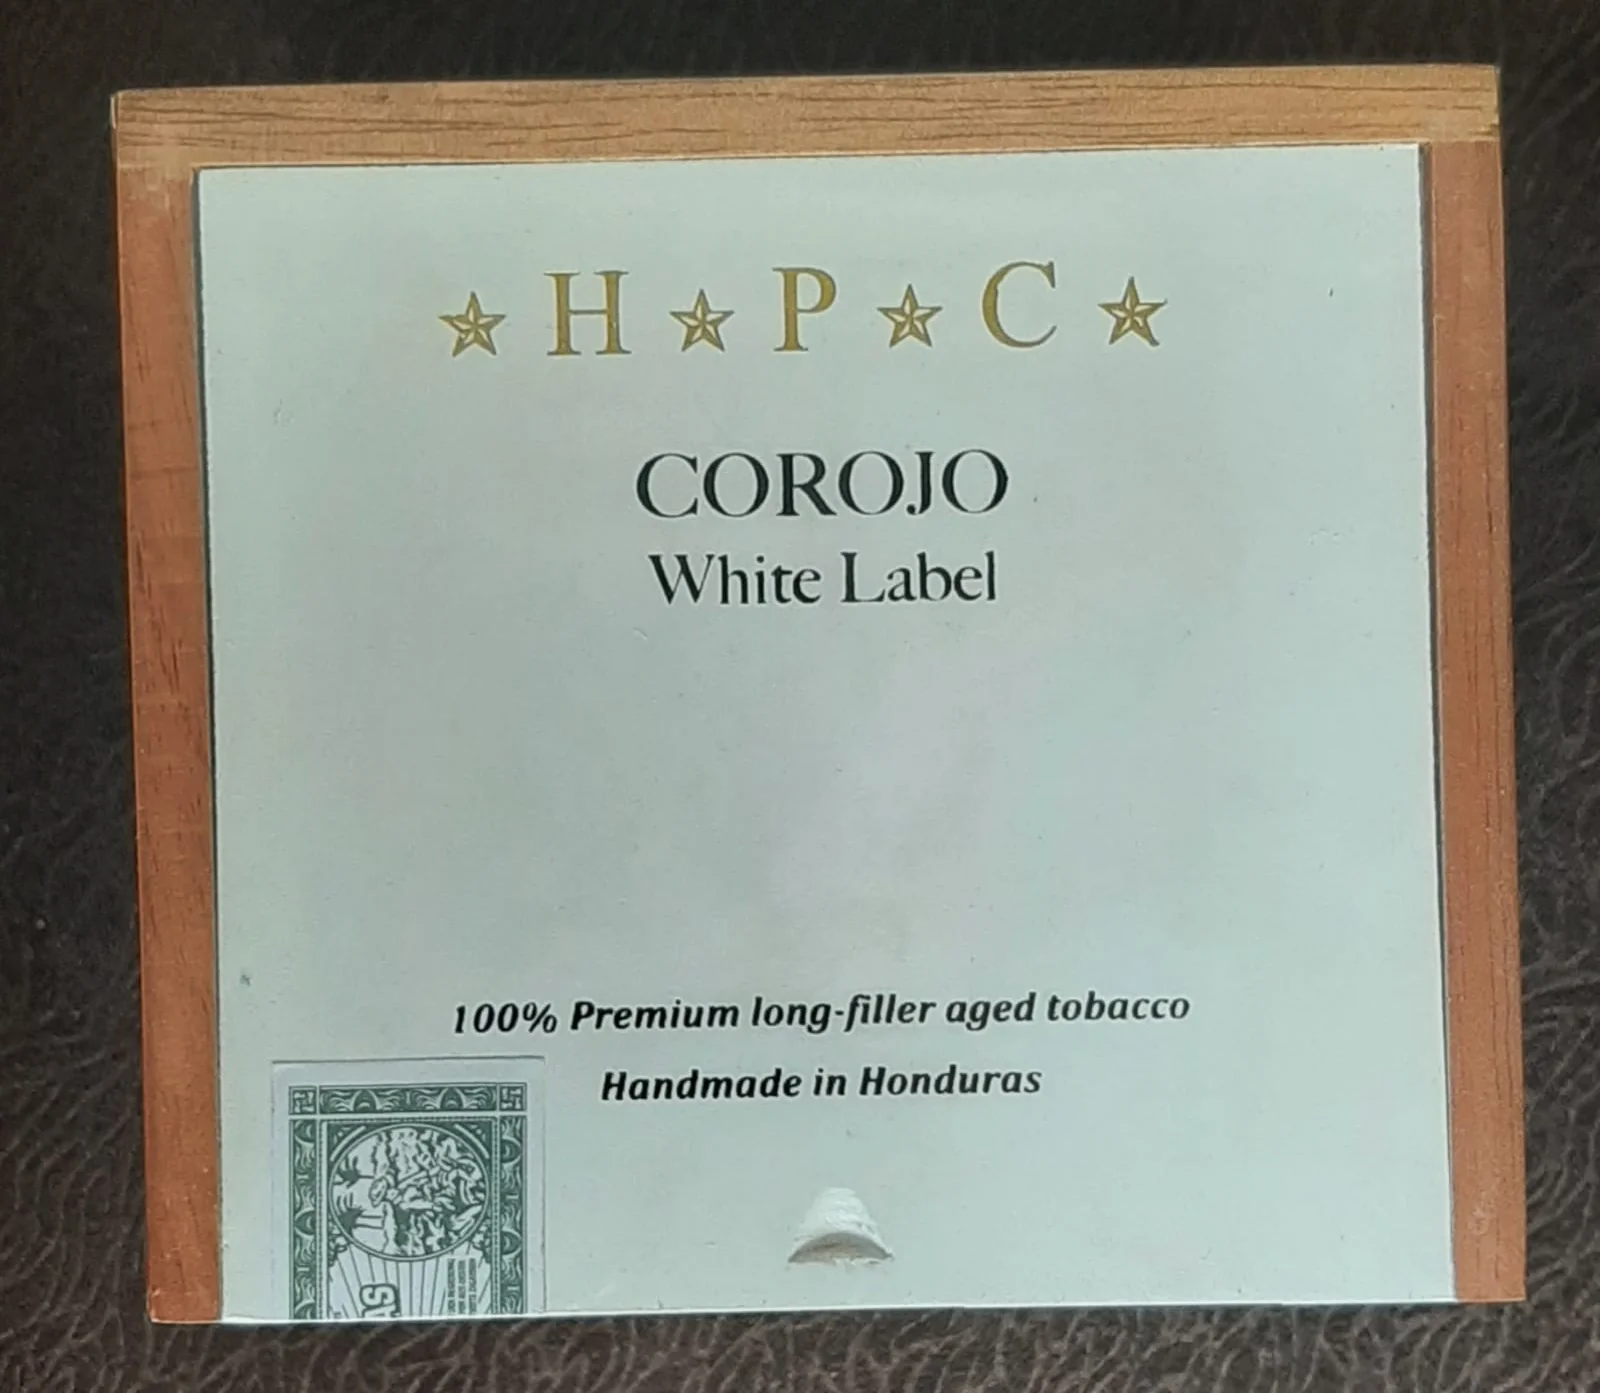 ★ H ★ P ★ C ★
COROJO
White Label
100% Premium long-filler aged tobacco
Handmade in Honduras